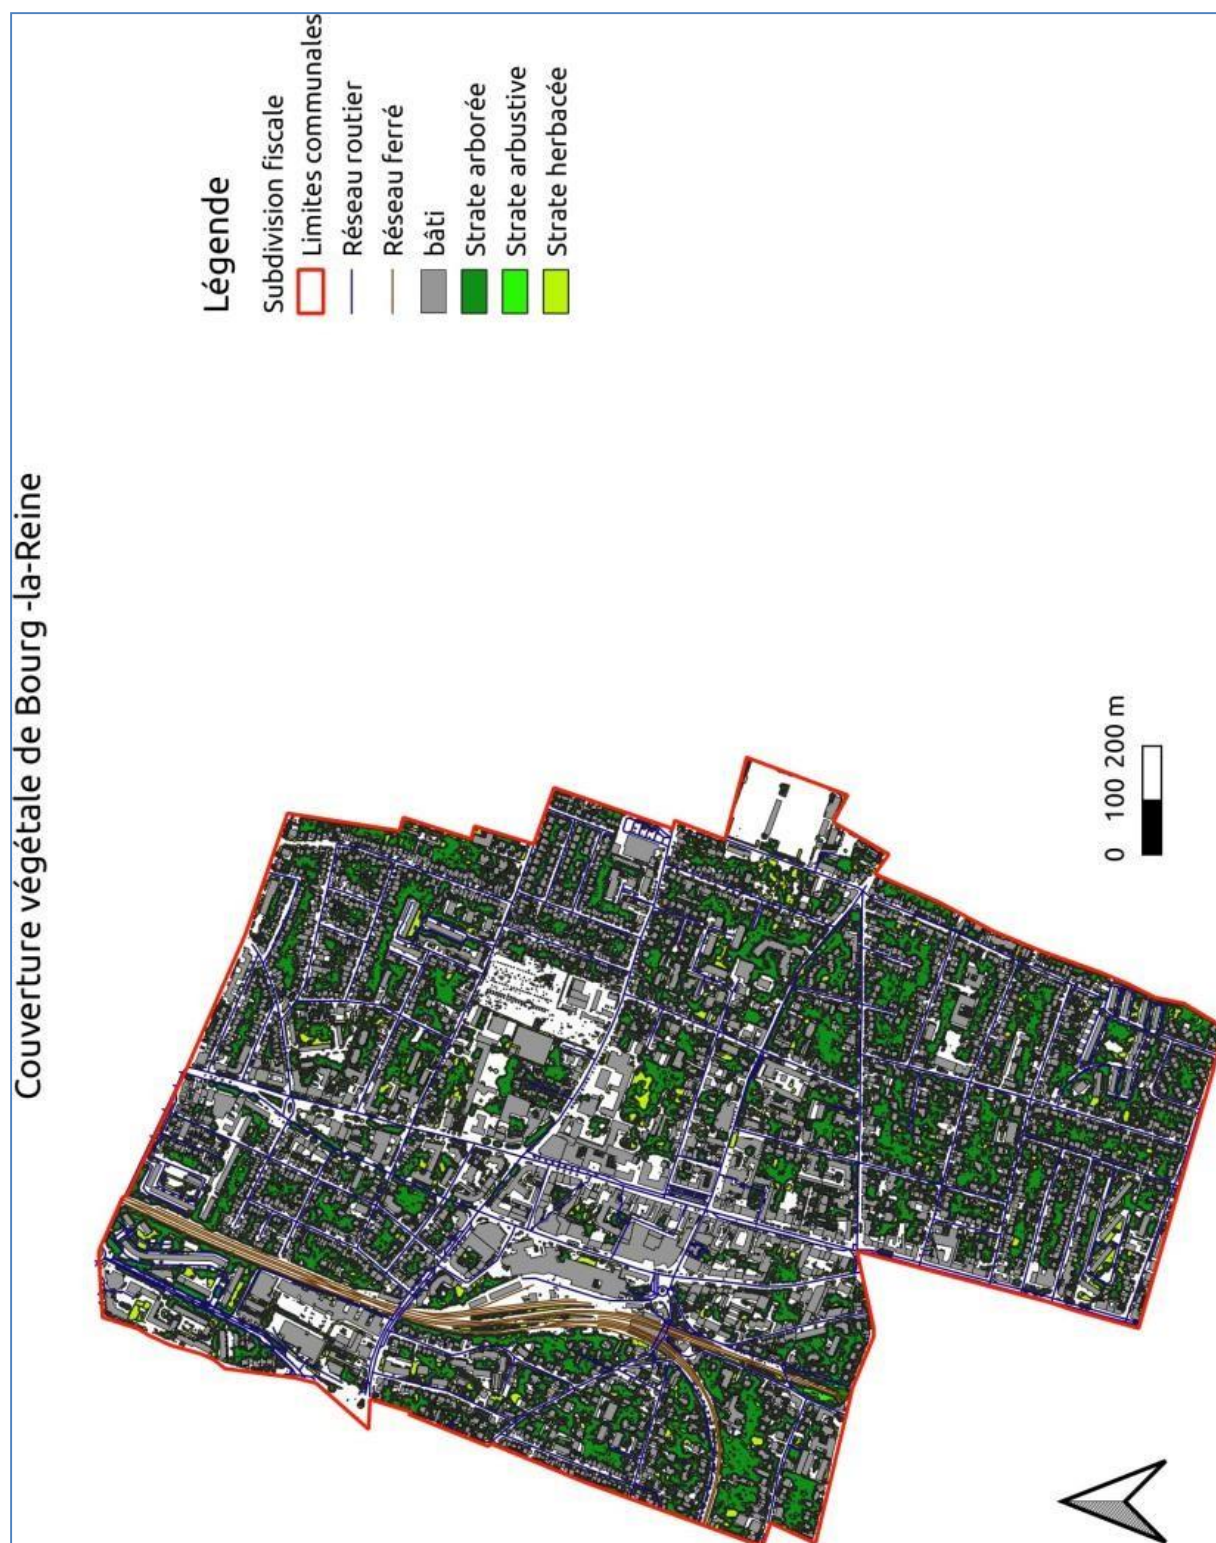 Couverture végétale de Bourg -la-Reine
Légende
Subdivision fiscale
Limites communales
Réseau routier
Réseau ferré
bâti
Strate arborée
Strate arbustive
Strate herbacée
0 100 200 m